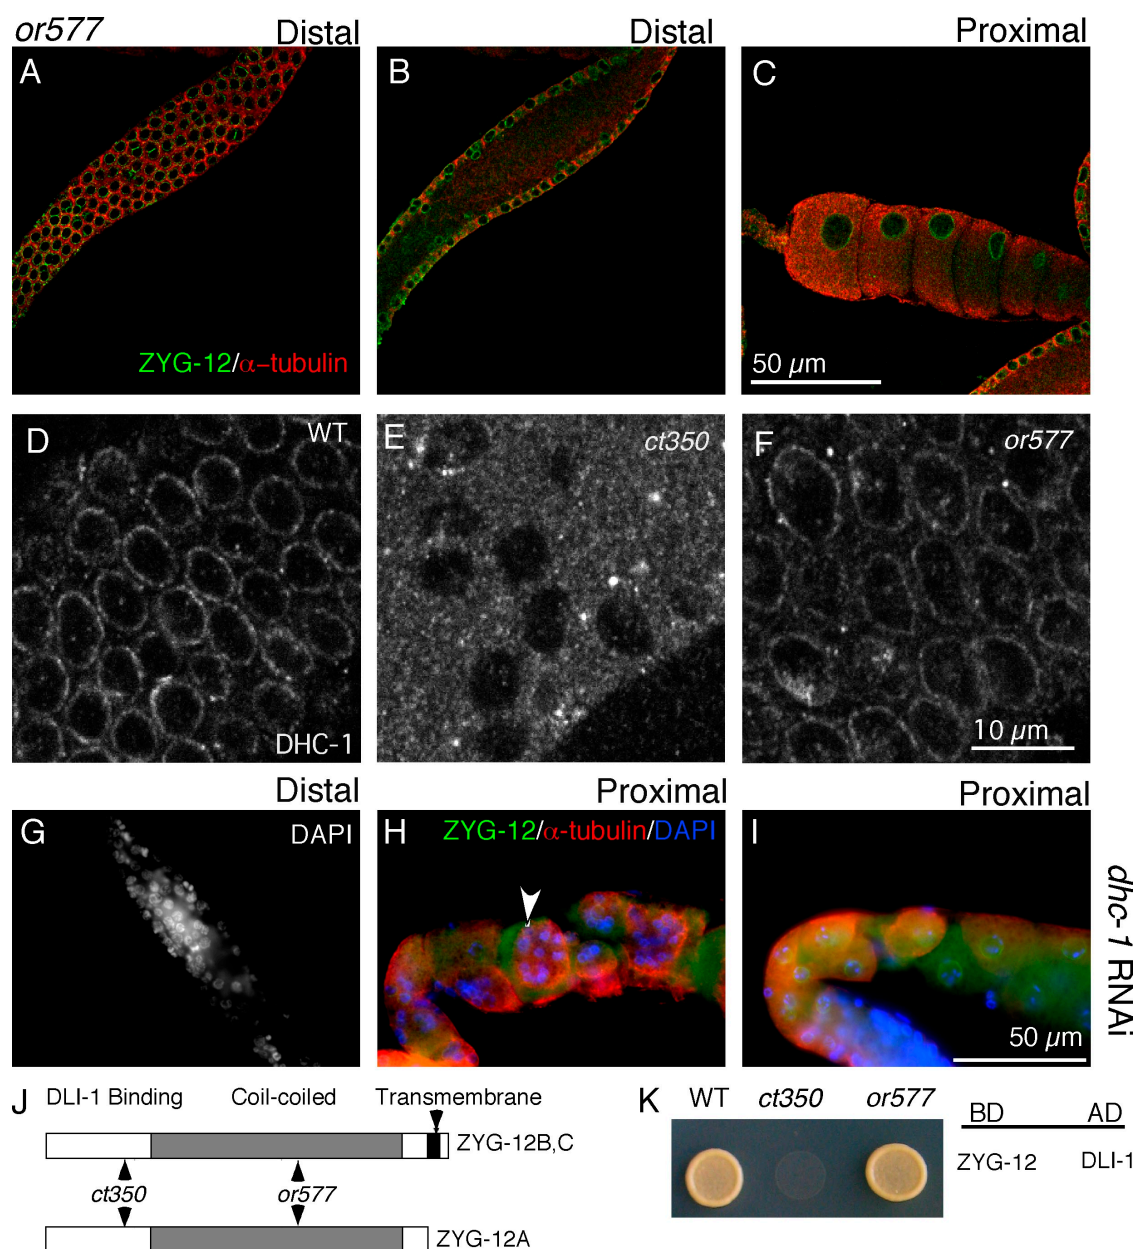 or577 Distal Distal Proximal
A B C
ZYG-12/α–tubulin
50 µm
D WT E ct350 F or577
DHC-1
10 µm
Distal Proximal Proximal
G DAPI H ZYG-12/α-tubulin/DAPI I
dhc-1 RNAi
50 µm
J DLI-1 Binding Coil-coiled Transmembrane
ZYG-12B,C
ct350 or577
ZYG-12A
K WT ct350 or577 BD AD
ZYG-12 DLI-1